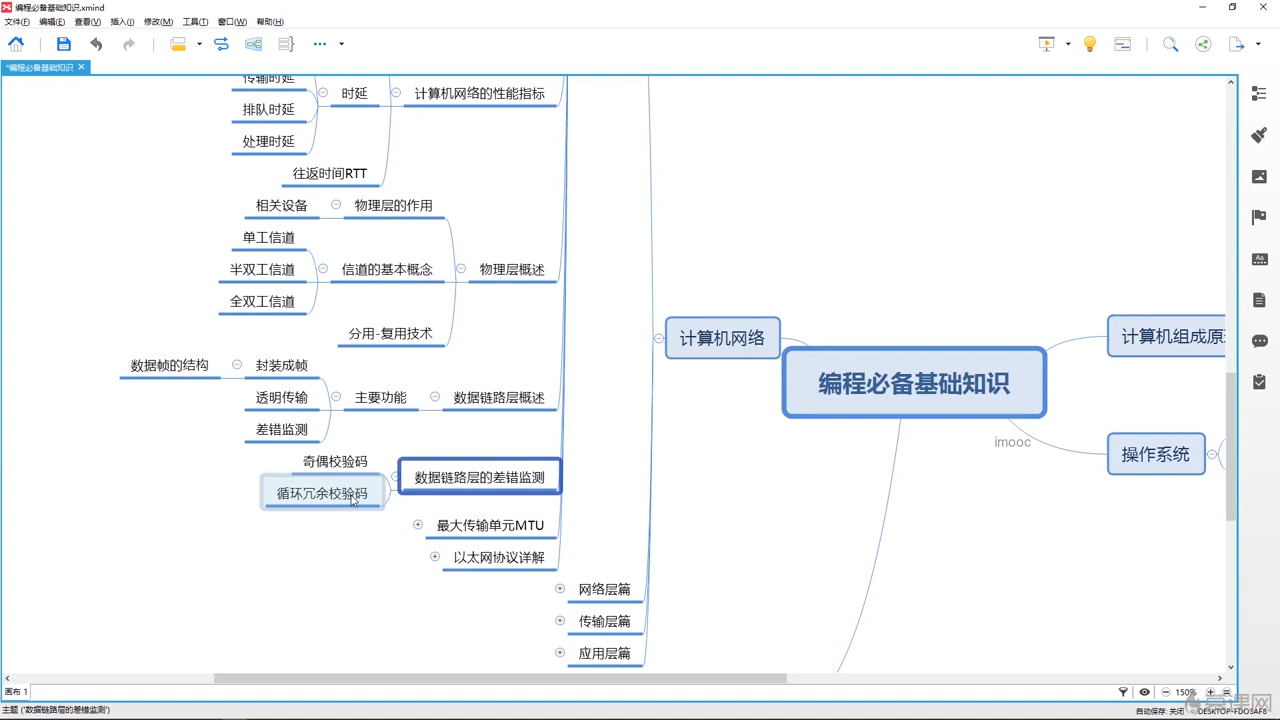 编程必备基础知识.xmind
文件(F) 编辑(E) 查看(V) 插入(I) 修改(M) 工具(T) 窗口(W) 帮助(H)
*编程必备基础知识
传输时延
时延
计算机网络的性能指标
排队时延
处理时延
往返时间RTT
相关设备
物理层的作用
单工信道
半双工信道
信道的基本概念
物理层概述
全双工信道
分用-复用技术
计算机网络
计算机组成原
编程必备基础知识
数据帧的结构
封装成帧
透明传输
主要功能
数据链路层概述
差错监测
imooc
操作系统
奇偶校验码
数据链路层的差错监测
循环冗余校验码
最大传输单元MTU
以太网协议详解
网络层篇
传输层篇
应用层篇
画布 1
150%
主题 ('数据链路层的差错监测')
自动保存: 关闭
DESKTOP-FDO3AF8
慕课网